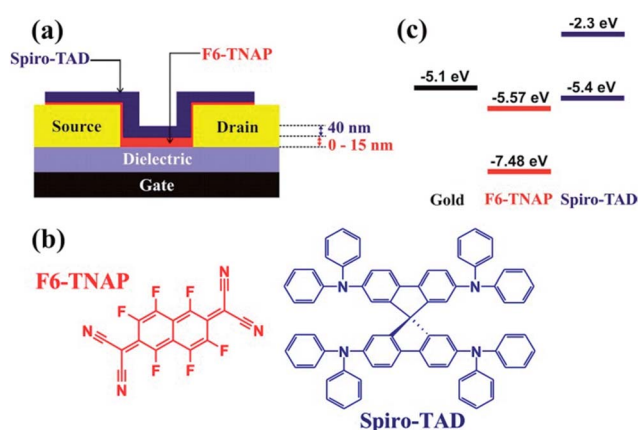 (a)
F6-TNAP
Spiro-TAD
Source
Drain
40 nm
0 - 15 nm
Dielectric
Gate
(c)
-2.3 eV
-5.1 eV
-5.4 eV
-5.57 eV
-7.48 eV
Gold
F6-TNAP
Spiro-TAD
(b)
F6-TNAP
N
N
F
F
F
F
F
F
N
N
N
N
N
N
Spiro-TAD